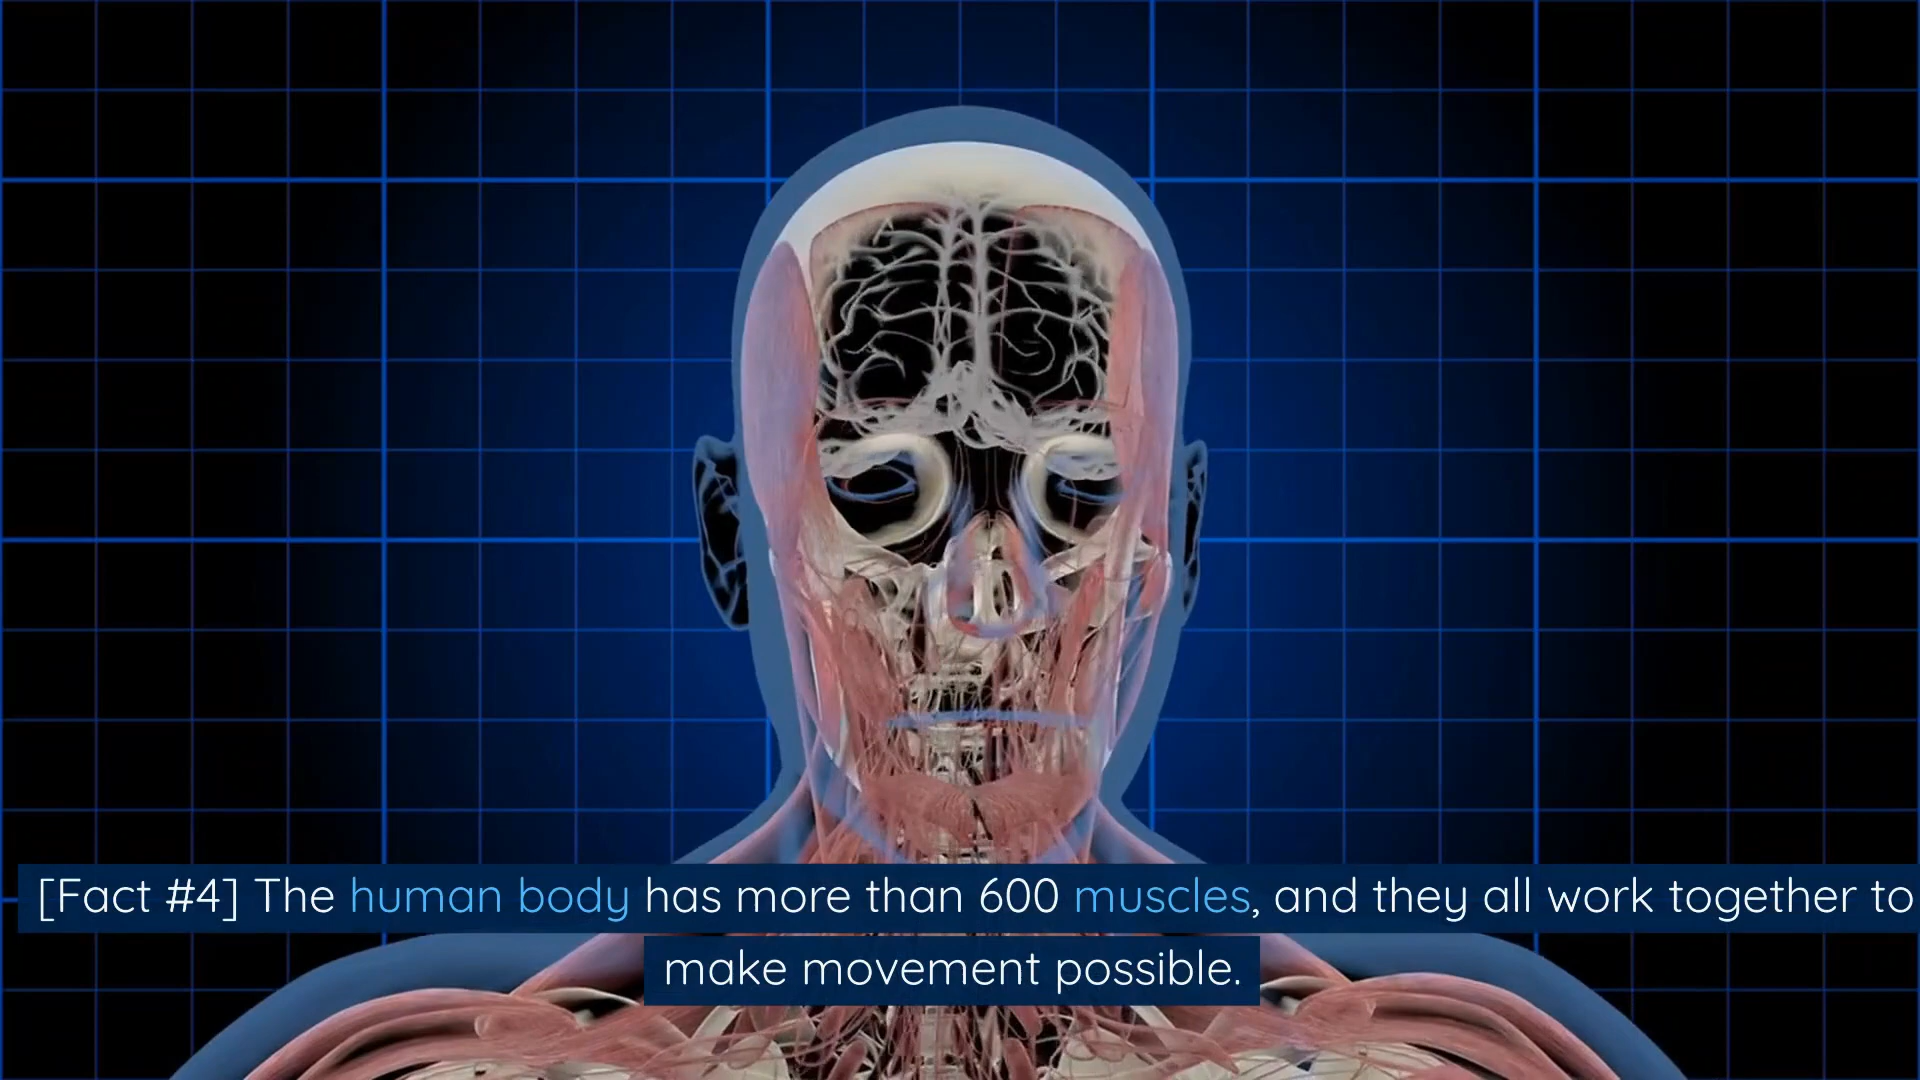 [Fact #4] The human body has more than 600 muscles, and they all work together to
make movement possible.